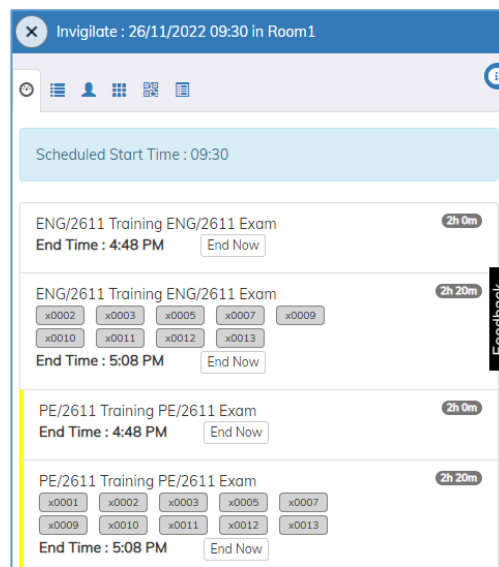 Invigilate : 26/11/2022 09:30 in Room1
Scheduled Start Time : 09:30
ENG/2611 Training ENG/2611 Exam 2h 0m
End Time : 4:48 PM End Now
ENG/2611 Training ENG/2611 Exam 2h 20m
x0002 x0003 x0005 x0007 x0009
x0010 x0011 x0012 x0013
End Time : 5:08 PM End Now
Feedback
PE/2611 Training PE/2611 Exam 2h 0m
End Time : 4:48 PM End Now
PE/2611 Training PE/2611 Exam 2h 20m
x0001 x0002 x0003 x0005 x0007
x0009 x0010 x0011 x0012 x0013
End Time : 5:08 PM End Now